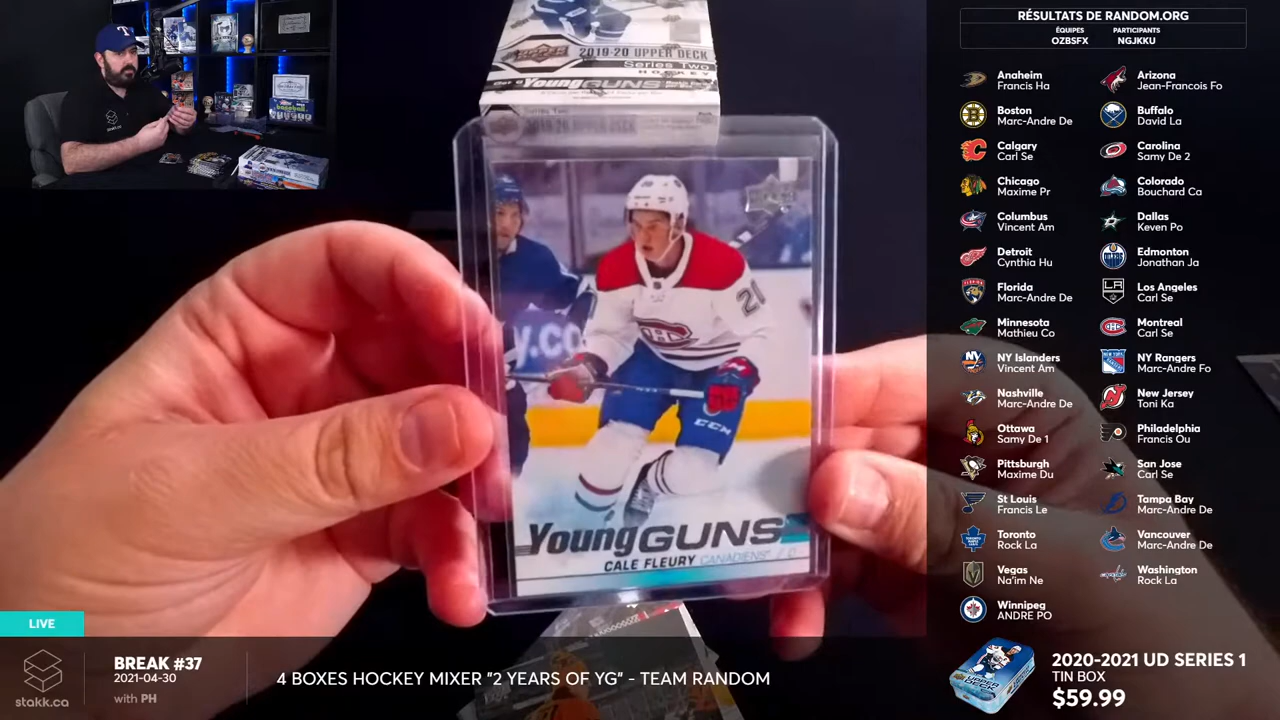 2019-20 UPPER DECK
Series Two
HOCKEY
Young GUNS
y.co
20
CCM
Young GUNS
CALE FLEURY CANADIENS / D
RÉSULTATS DE RANDOM.ORG
ÉQUIPES
OZBSFX
PARTICIPANTS
NGJKKU
Anaheim
Francis Ha
Arizona
Jean-Francois Fo
Boston
Marc-Andre De
Buffalo
David La
Calgary
Carl Se
Carolina
Samy De 2
Chicago
Maxime Pr
Colorado
Bouchard Ca
Columbus
Vincent Am
Dallas
Keven Po
Detroit
Cynthia Hu
Edmonton
Jonathan Ja
Florida
Marc-Andre De
LA
Los Angeles
Carl Se
Minnesota
Mathieu Co
Montreal
Carl Se
NY Islanders
Vincent Am
NY Rangers
Marc-Andre Fo
Nashville
Marc-Andre De
New Jersey
Toni Ka
Ottawa
Samy De 1
Philadelphia
Francis Ou
Pittsburgh
Maxime Du
San Jose
Carl Se
St Louis
Francis Le
Tampa Bay
Marc-Andre De
Toronto
Rock La
Vancouver
Marc-Andre De
Vegas
Na'im Ne
Washington
Rock La
Winnipeg
ANDRE PO
LIVE
stakk.ca
BREAK #37
2021-04-30
with PH
4 BOXES HOCKEY MIXER "2 YEARS OF YG" - TEAM RANDOM
2020-2021 UD SERIES 1
TIN BOX
$59.99